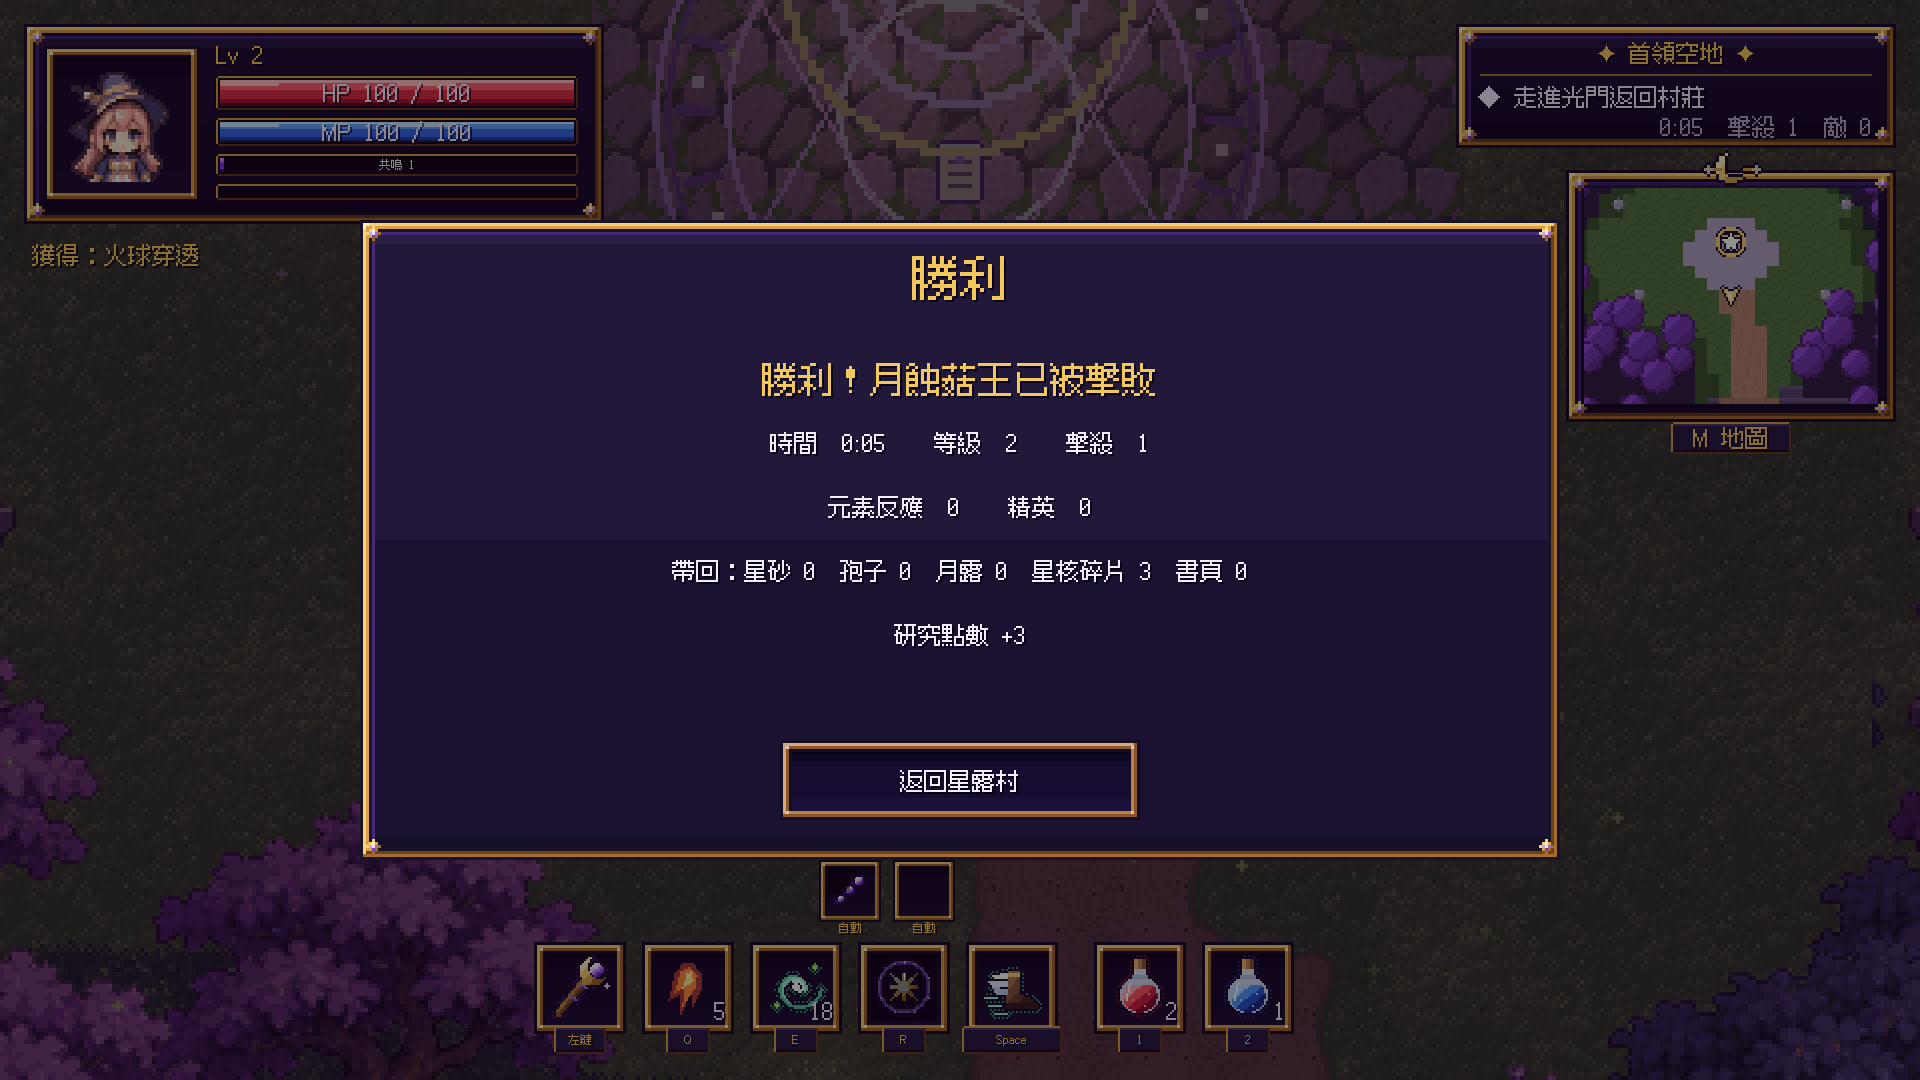 Lv 2
HP 100 / 100
MP 100 / 100
共鳴 1
獲得：火球穿透
首領空地
走進光門返回村莊
0:05 擊殺 1 敵 0
M 地圖
勝利
勝利！月蝕菇王已被擊敗
時間 0:05 等級 2 擊殺 1
元素反應 0 精英 0
帶回：星砂 0 孢子 0 月露 0 星核碎片 3 書頁 0
研究點數 +3
返回星露村
自動 自動
5 18 2 1
左鍵 Q E R Space 1 2